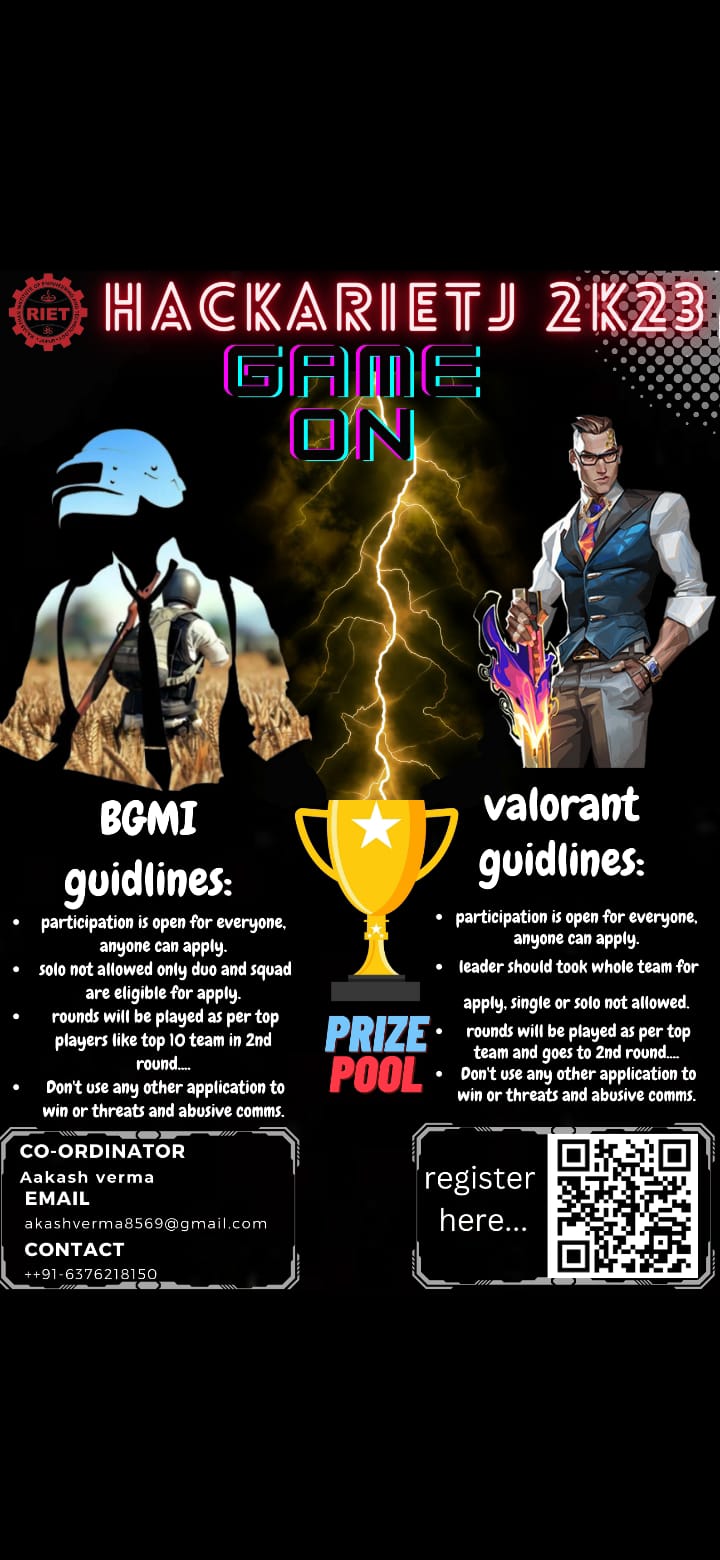 RIET
HACKARIETJ 2K23
GAME
ON
BGMI
guidlines:
• participation is open for everyone,
anyone can apply.
• solo not allowed only duo and squad
are eligible for apply.
• rounds will be played as per top
players like top 10 team in 2nd
round....
• Don't use any other application to
win or threats and abusive comms.
valorant
guidlines:
• participation is open for everyone,
anyone can apply.
• leader should took whole team for
apply, single or solo not allowed.
• rounds will be played as per top
team and goes to 2nd round....
• Don't use any other application to
win or threats and abusive comms.
PRIZE
POOL
CO-ORDINATOR
Aakash verma
EMAIL
akashverma8569@gmail.com
CONTACT
++91-6376218150
register
here...